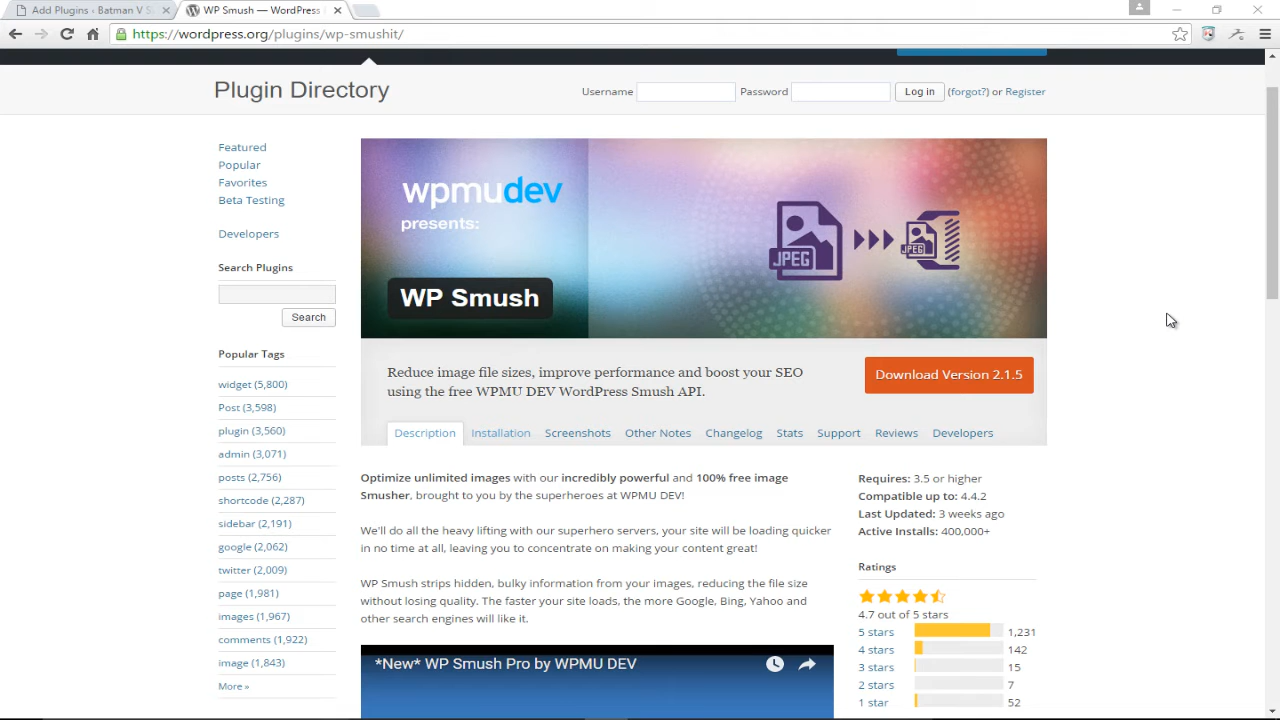 Add Plugins ‹ Batman V S
WP Smush — WordPress
https://wordpress.org/plugins/wp-smushit/
Plugin Directory
Username
Password
Log in
(forgot?) or Register
Featured
Popular
Favorites
Beta Testing
Developers
Search Plugins
Search
Popular Tags
widget (5,800)
Post (3,598)
plugin (3,560)
admin (3,071)
posts (2,756)
shortcode (2,287)
sidebar (2,191)
google (2,062)
twitter (2,009)
page (1,981)
images (1,967)
comments (1,922)
image (1,843)
More »
wpmudev
presents:
JPEG
JPEG
WP Smush
Reduce image file sizes, improve performance and boost your SEO
using the free WPMU DEV WordPress Smush API.
Download Version 2.1.5
Description Installation Screenshots Other Notes Changelog Stats Support Reviews Developers
Optimize unlimited images with our incredibly powerful and 100% free image
Smusher, brought to you by the superheroes at WPMU DEV!
We'll do all the heavy lifting with our superhero servers, your site will be loading quicker
in no time at all, leaving you to concentrate on making your content great!
WP Smush strips hidden, bulky information from your images, reducing the file size
without losing quality. The faster your site loads, the more Google, Bing, Yahoo and
other search engines will like it.
*New* WP Smush Pro by WPMU DEV
Requires: 3.5 or higher
Compatible up to: 4.4.2
Last Updated: 3 weeks ago
Active Installs: 400,000+
Ratings
4.7 out of 5 stars
5 stars 1,231
4 stars 142
3 stars 15
2 stars 7
1 star 52